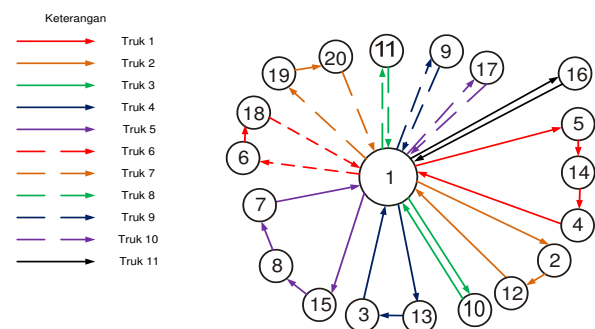 Keterangan
Truk 1
Truk 2
Truk 3
Truk 4
Truk 5
Truk 6
Truk 7
Truk 8
Truk 9
Truk 10
Truk 11
20
11
9
19
17
16
18
5
6
14
1
7
4
8
2
12
15
3
13
10